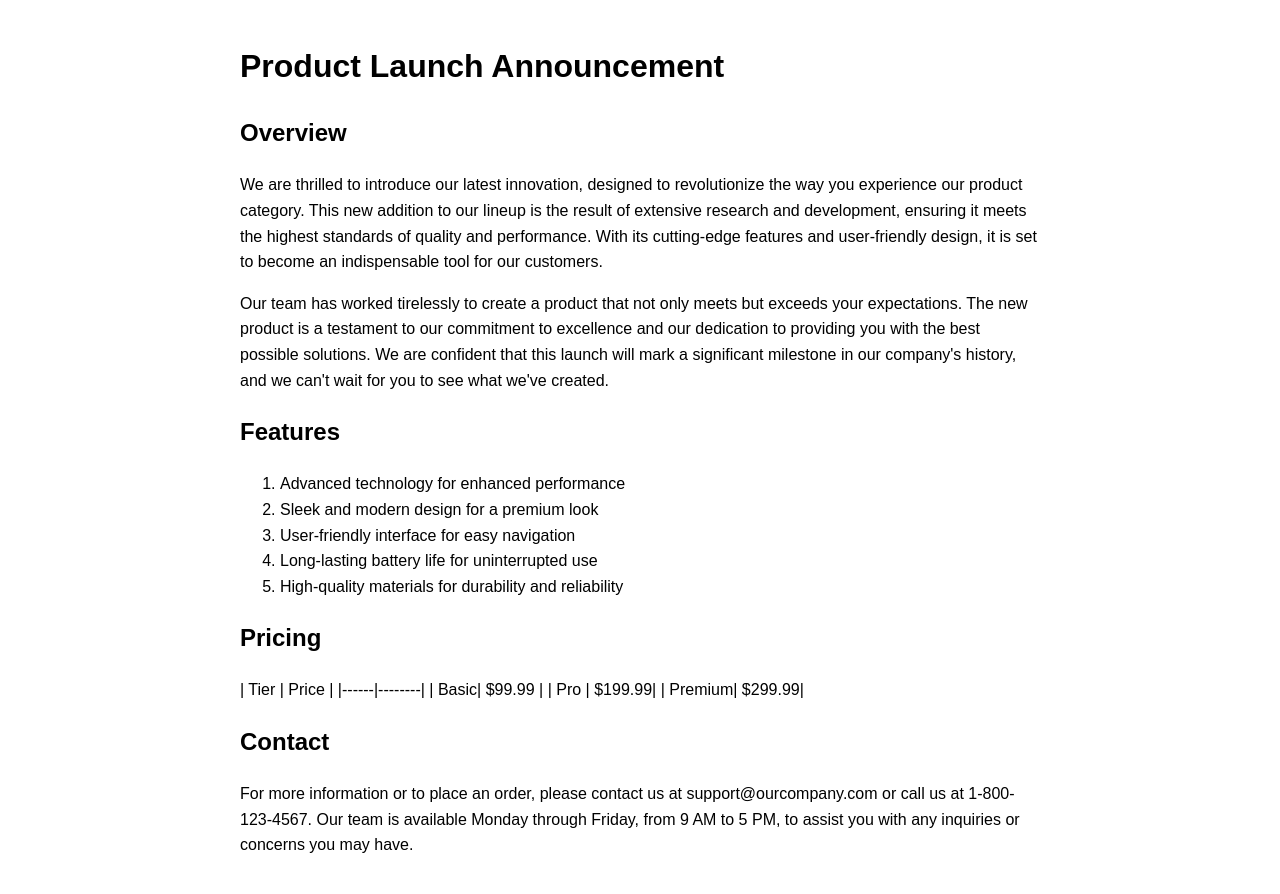 Product Launch Announcement
Overview
We are thrilled to introduce our latest innovation, designed to revolutionize the way you experience our product
category. This new addition to our lineup is the result of extensive research and development, ensuring it meets
the highest standards of quality and performance. With its cutting-edge features and user-friendly design, it is set
to become an indispensable tool for our customers.
Our team has worked tirelessly to create a product that not only meets but exceeds your expectations. The new
product is a testament to our commitment to excellence and our dedication to providing you with the best
possible solutions. We are confident that this launch will mark a significant milestone in our company's history,
and we can't wait for you to see what we've created.
Features
1. Advanced technology for enhanced performance
2. Sleek and modern design for a premium look
3. User-friendly interface for easy navigation
4. Long-lasting battery life for uninterrupted use
5. High-quality materials for durability and reliability
Pricing
| Tier | Price | |------|--------| | Basic| $99.99 | | Pro | $199.99| | Premium| $299.99|
Contact
For more information or to place an order, please contact us at support@ourcompany.com or call us at 1-800-
123-4567. Our team is available Monday through Friday, from 9 AM to 5 PM, to assist you with any inquiries or
concerns you may have.